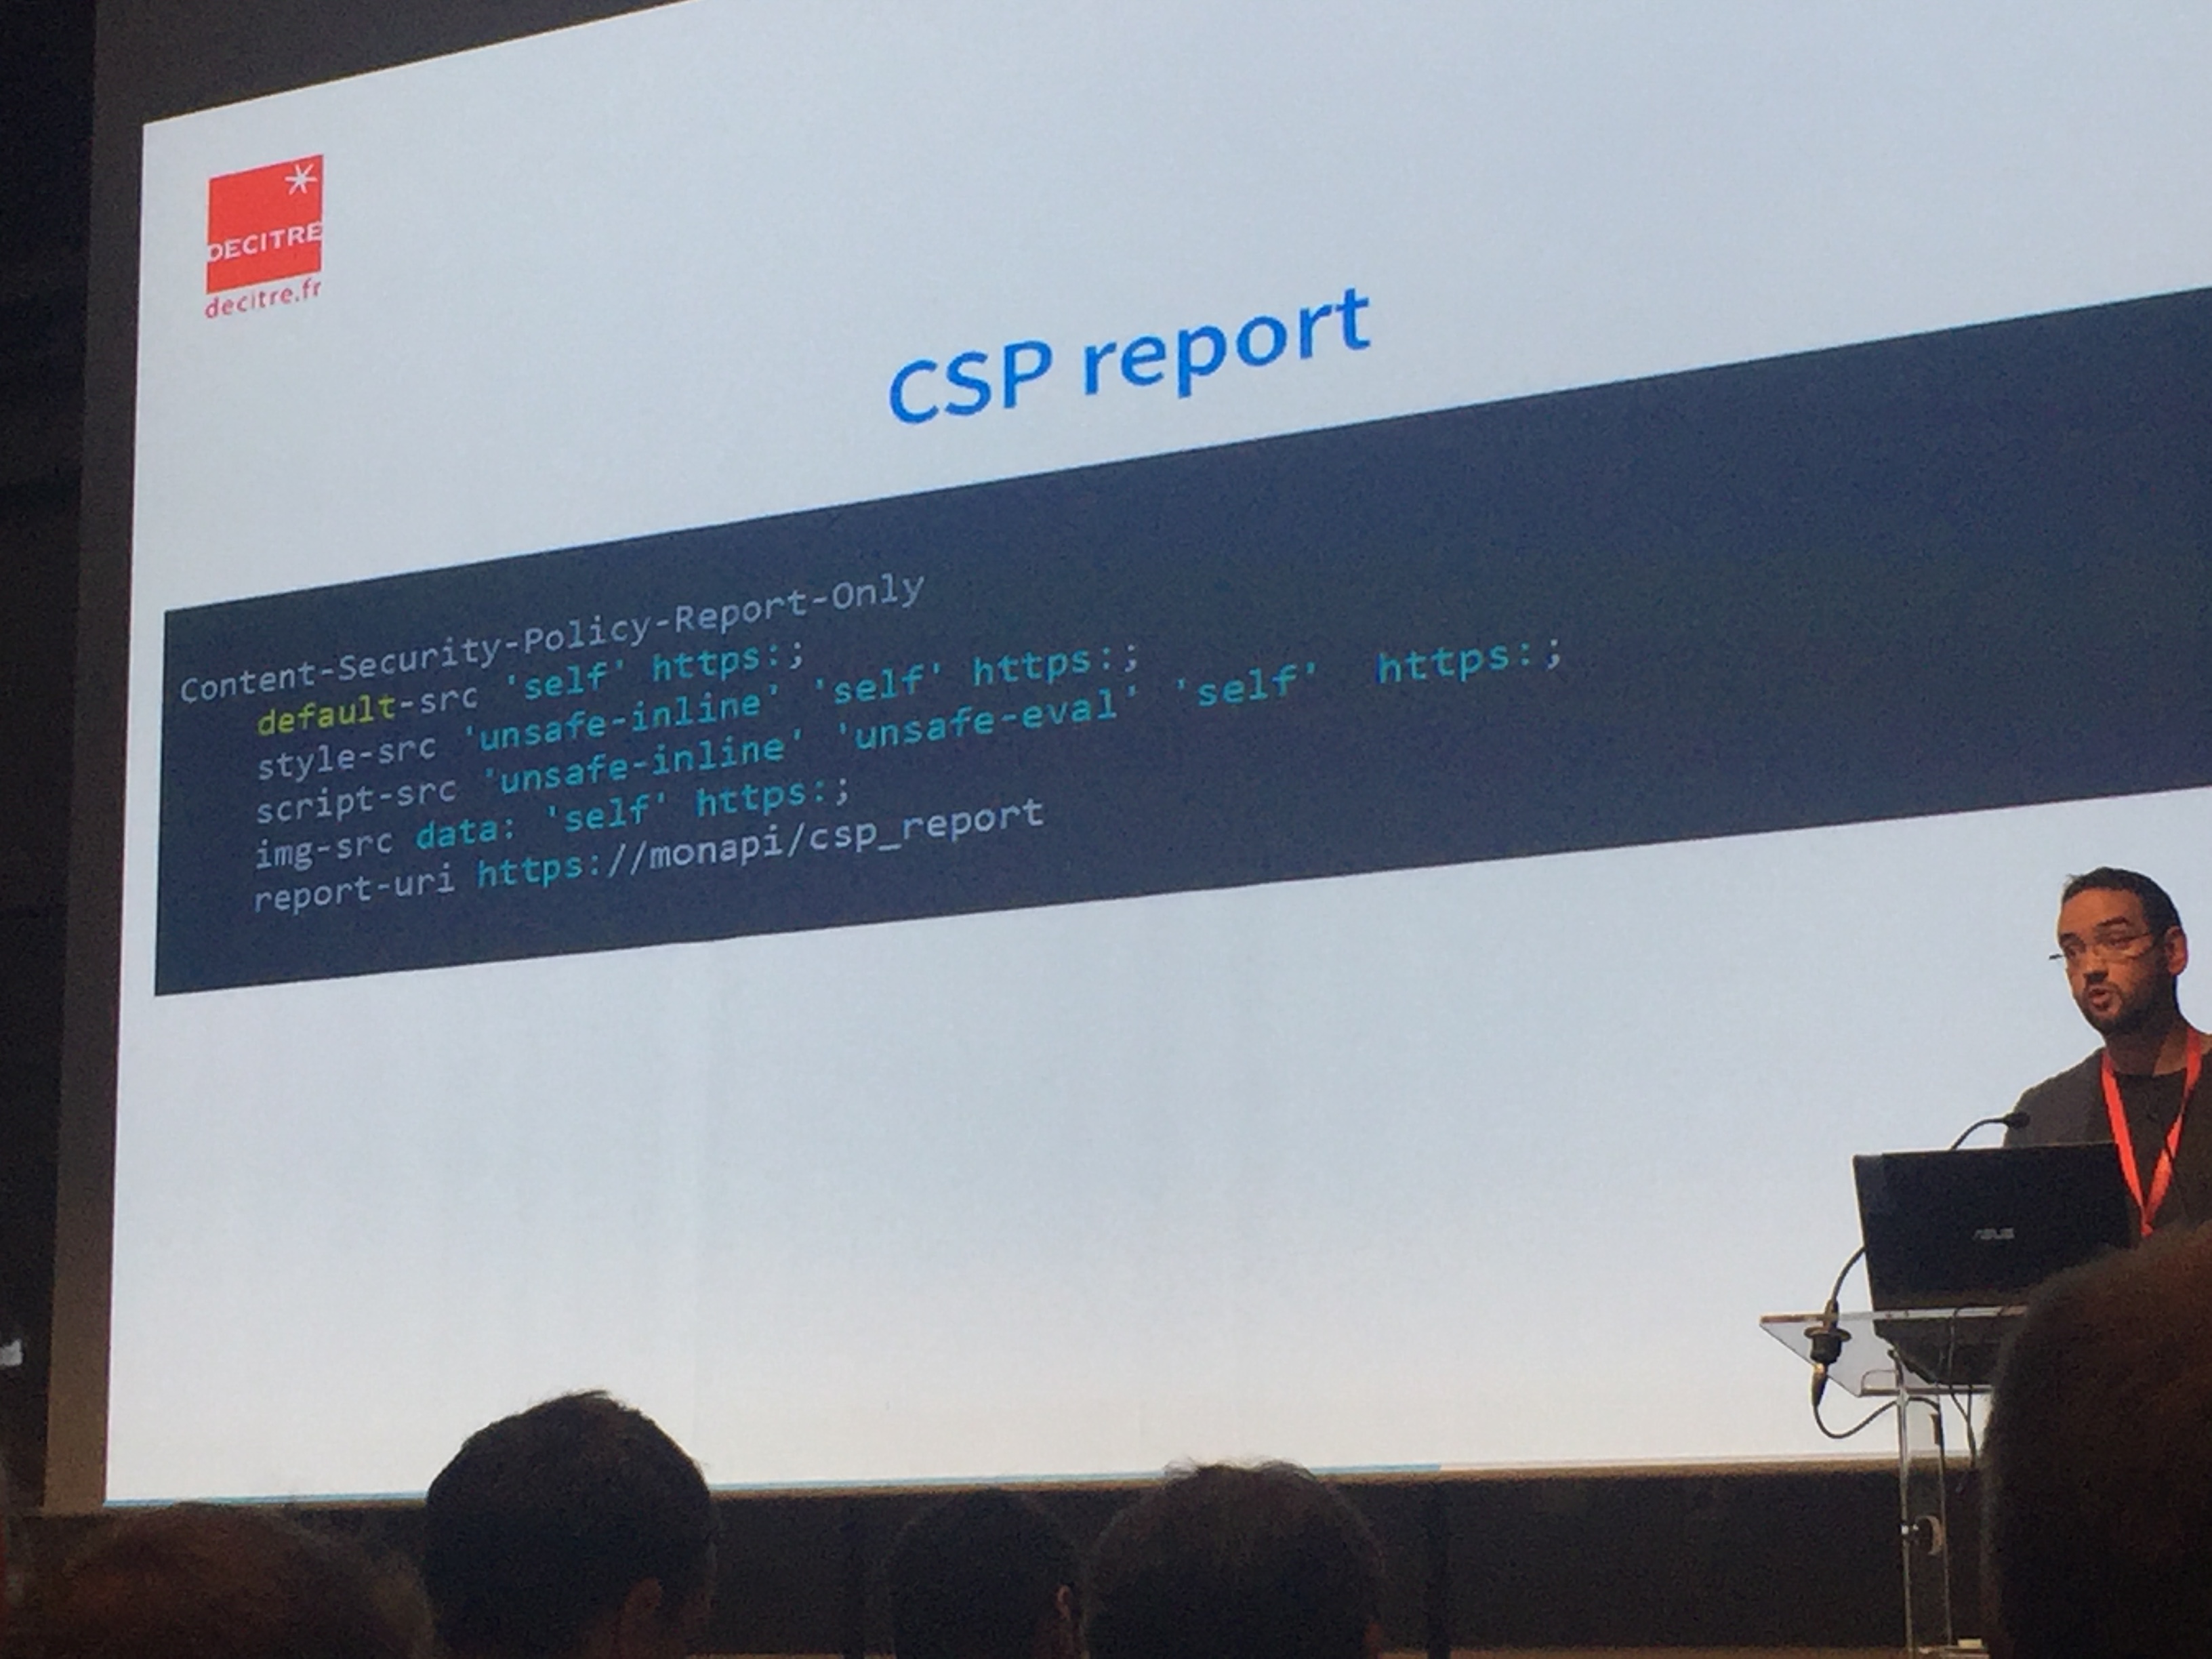 DECITRE
decitre.fr
CSP report
Content-Security-Policy-Report-Only
default-src 'self' https:;
style-src 'unsafe-inline' 'self' https:;
script-src 'unsafe-inline' 'unsafe-eval' 'self'  https:;
img-src data: 'self' https:;
report-uri https://monapi/csp_report
ASUS